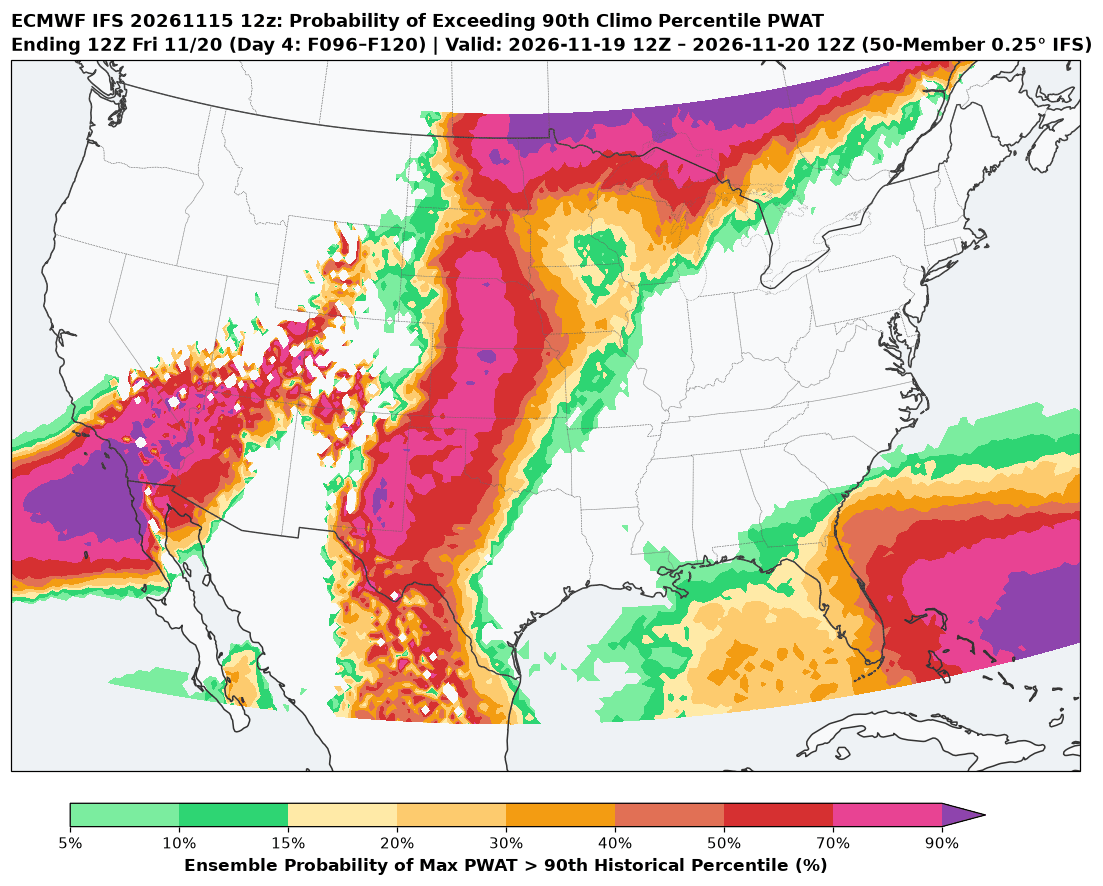 ECMWF IFS 20261115 12z: Probability of Exceeding 90th Climo Percentile PWAT
Ending 12Z Fri 11/20 (Day 4: F096–F120) | Valid: 2026-11-19 12Z – 2026-11-20 12Z (50-Member 0.25° IFS)
5% 10% 15% 20% 30% 40% 50% 70% 90%
Ensemble Probability of Max PWAT > 90th Historical Percentile (%)